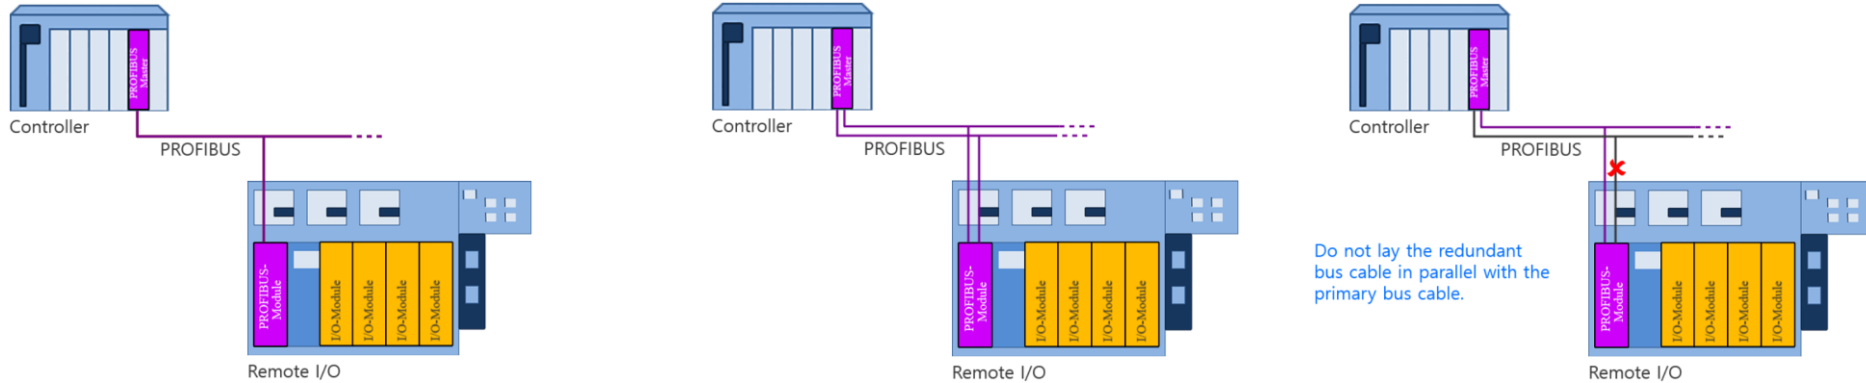 PROFIBUS
Master
Controller
PROFIBUS
PROFIBUS-
Module
I/O-Module
I/O-Module
I/O-Module
I/O-Module
Remote I/O
PROFIBUS
Master
Controller
PROFIBUS
PROFIBUS-
Module
I/O-Module
I/O-Module
I/O-Module
I/O-Module
Remote I/O
PROFIBUS
Master
Controller
PROFIBUS
Do not lay the redundant
bus cable in parallel with the
primary bus cable.
PROFIBUS-
Module
I/O-Module
I/O-Module
I/O-Module
I/O-Module
Remote I/O